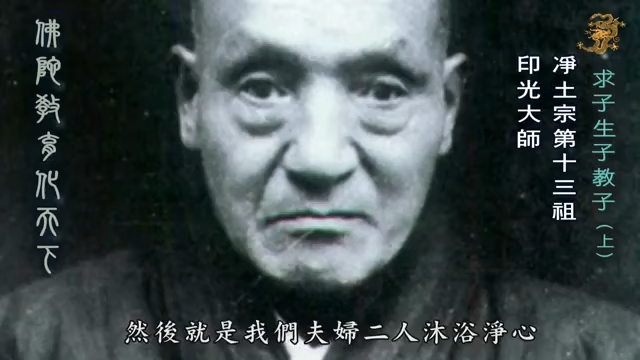 求子生子教子（上）
凈土宗第十三祖
印光大師
佛陀教育化天下
然後就是我們夫婦二人沐浴淨心